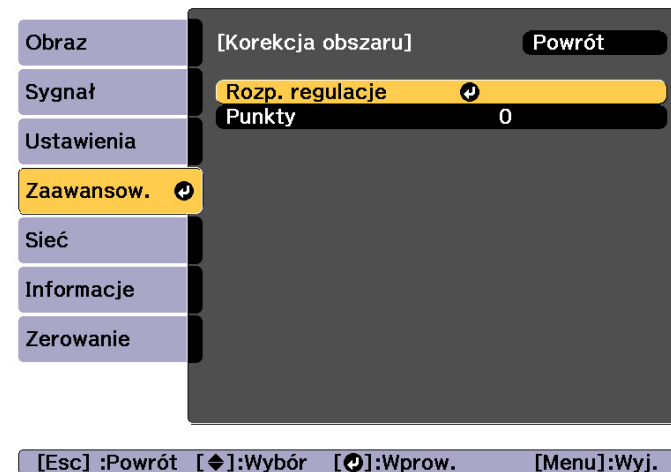 Obraz
Sygnał
Ustawienia
Zaawansow.
Sieć
Informacje
Zerowanie
[Korekcja obszaru] Powrót
Rozp. regulacje
Punkty 0
[Esc] :Powrót [◆]:Wybór [↵]:Wprow. [Menu]:Wyj.